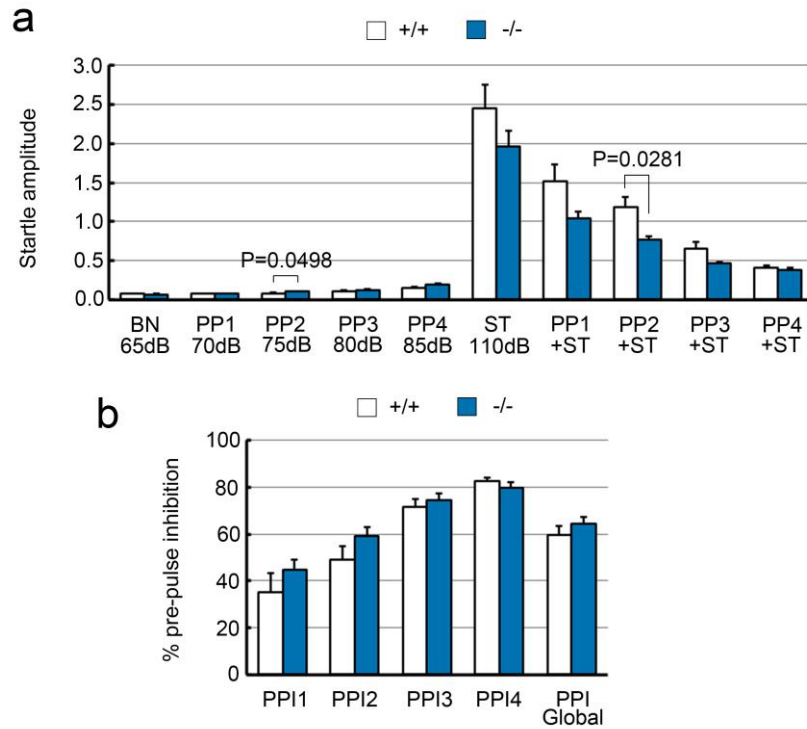 a
+/+ -/-
Startle amplitude
3.0
2.5
2.0
1.5
1.0
0.5
0.0
P=0.0498
P=0.0281
BN PP1 PP2 PP3 PP4 ST PP1 PP2 PP3 PP4
65dB 70dB 75dB 80dB 85dB 110dB +ST +ST +ST +ST
b
+/+ -/-
% pre-pulse inhibition
100
80
60
40
20
0
PPI1 PPI2 PPI3 PPI4 PPI
Global